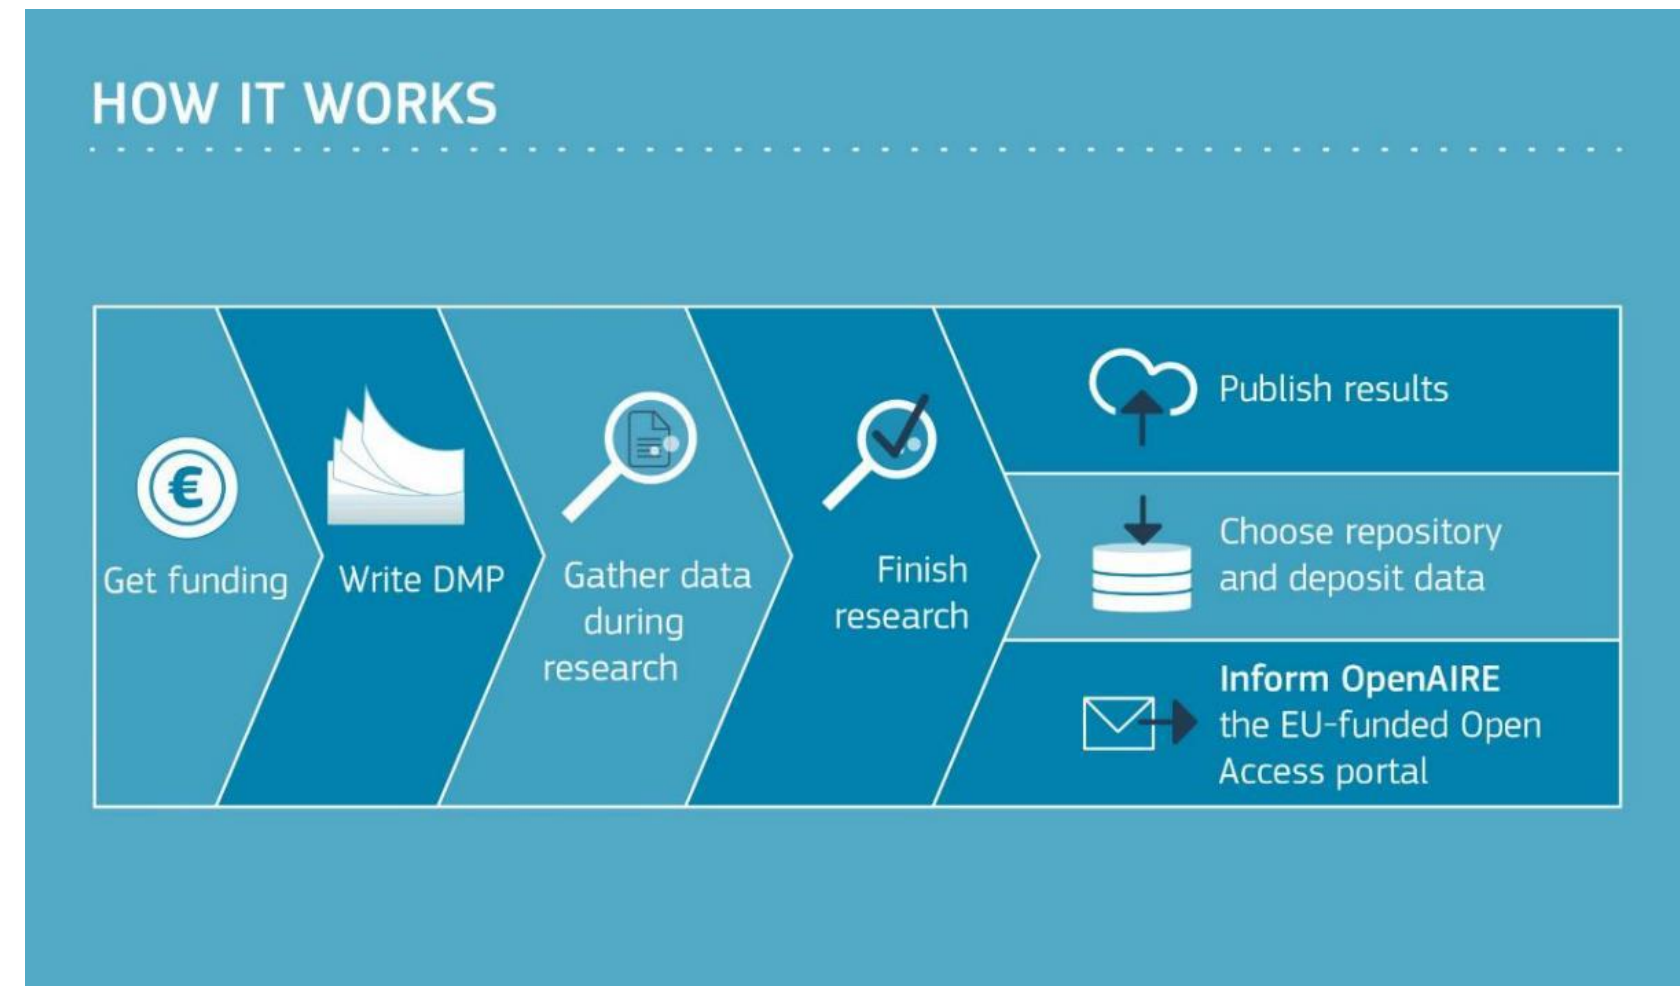 HOW IT WORKS
€
Get funding
Write DMP
Gather data
during
research
Finish
research
Publish results
Choose repository
and deposit data
Inform OpenAIRE
the EU-funded Open
Access portal